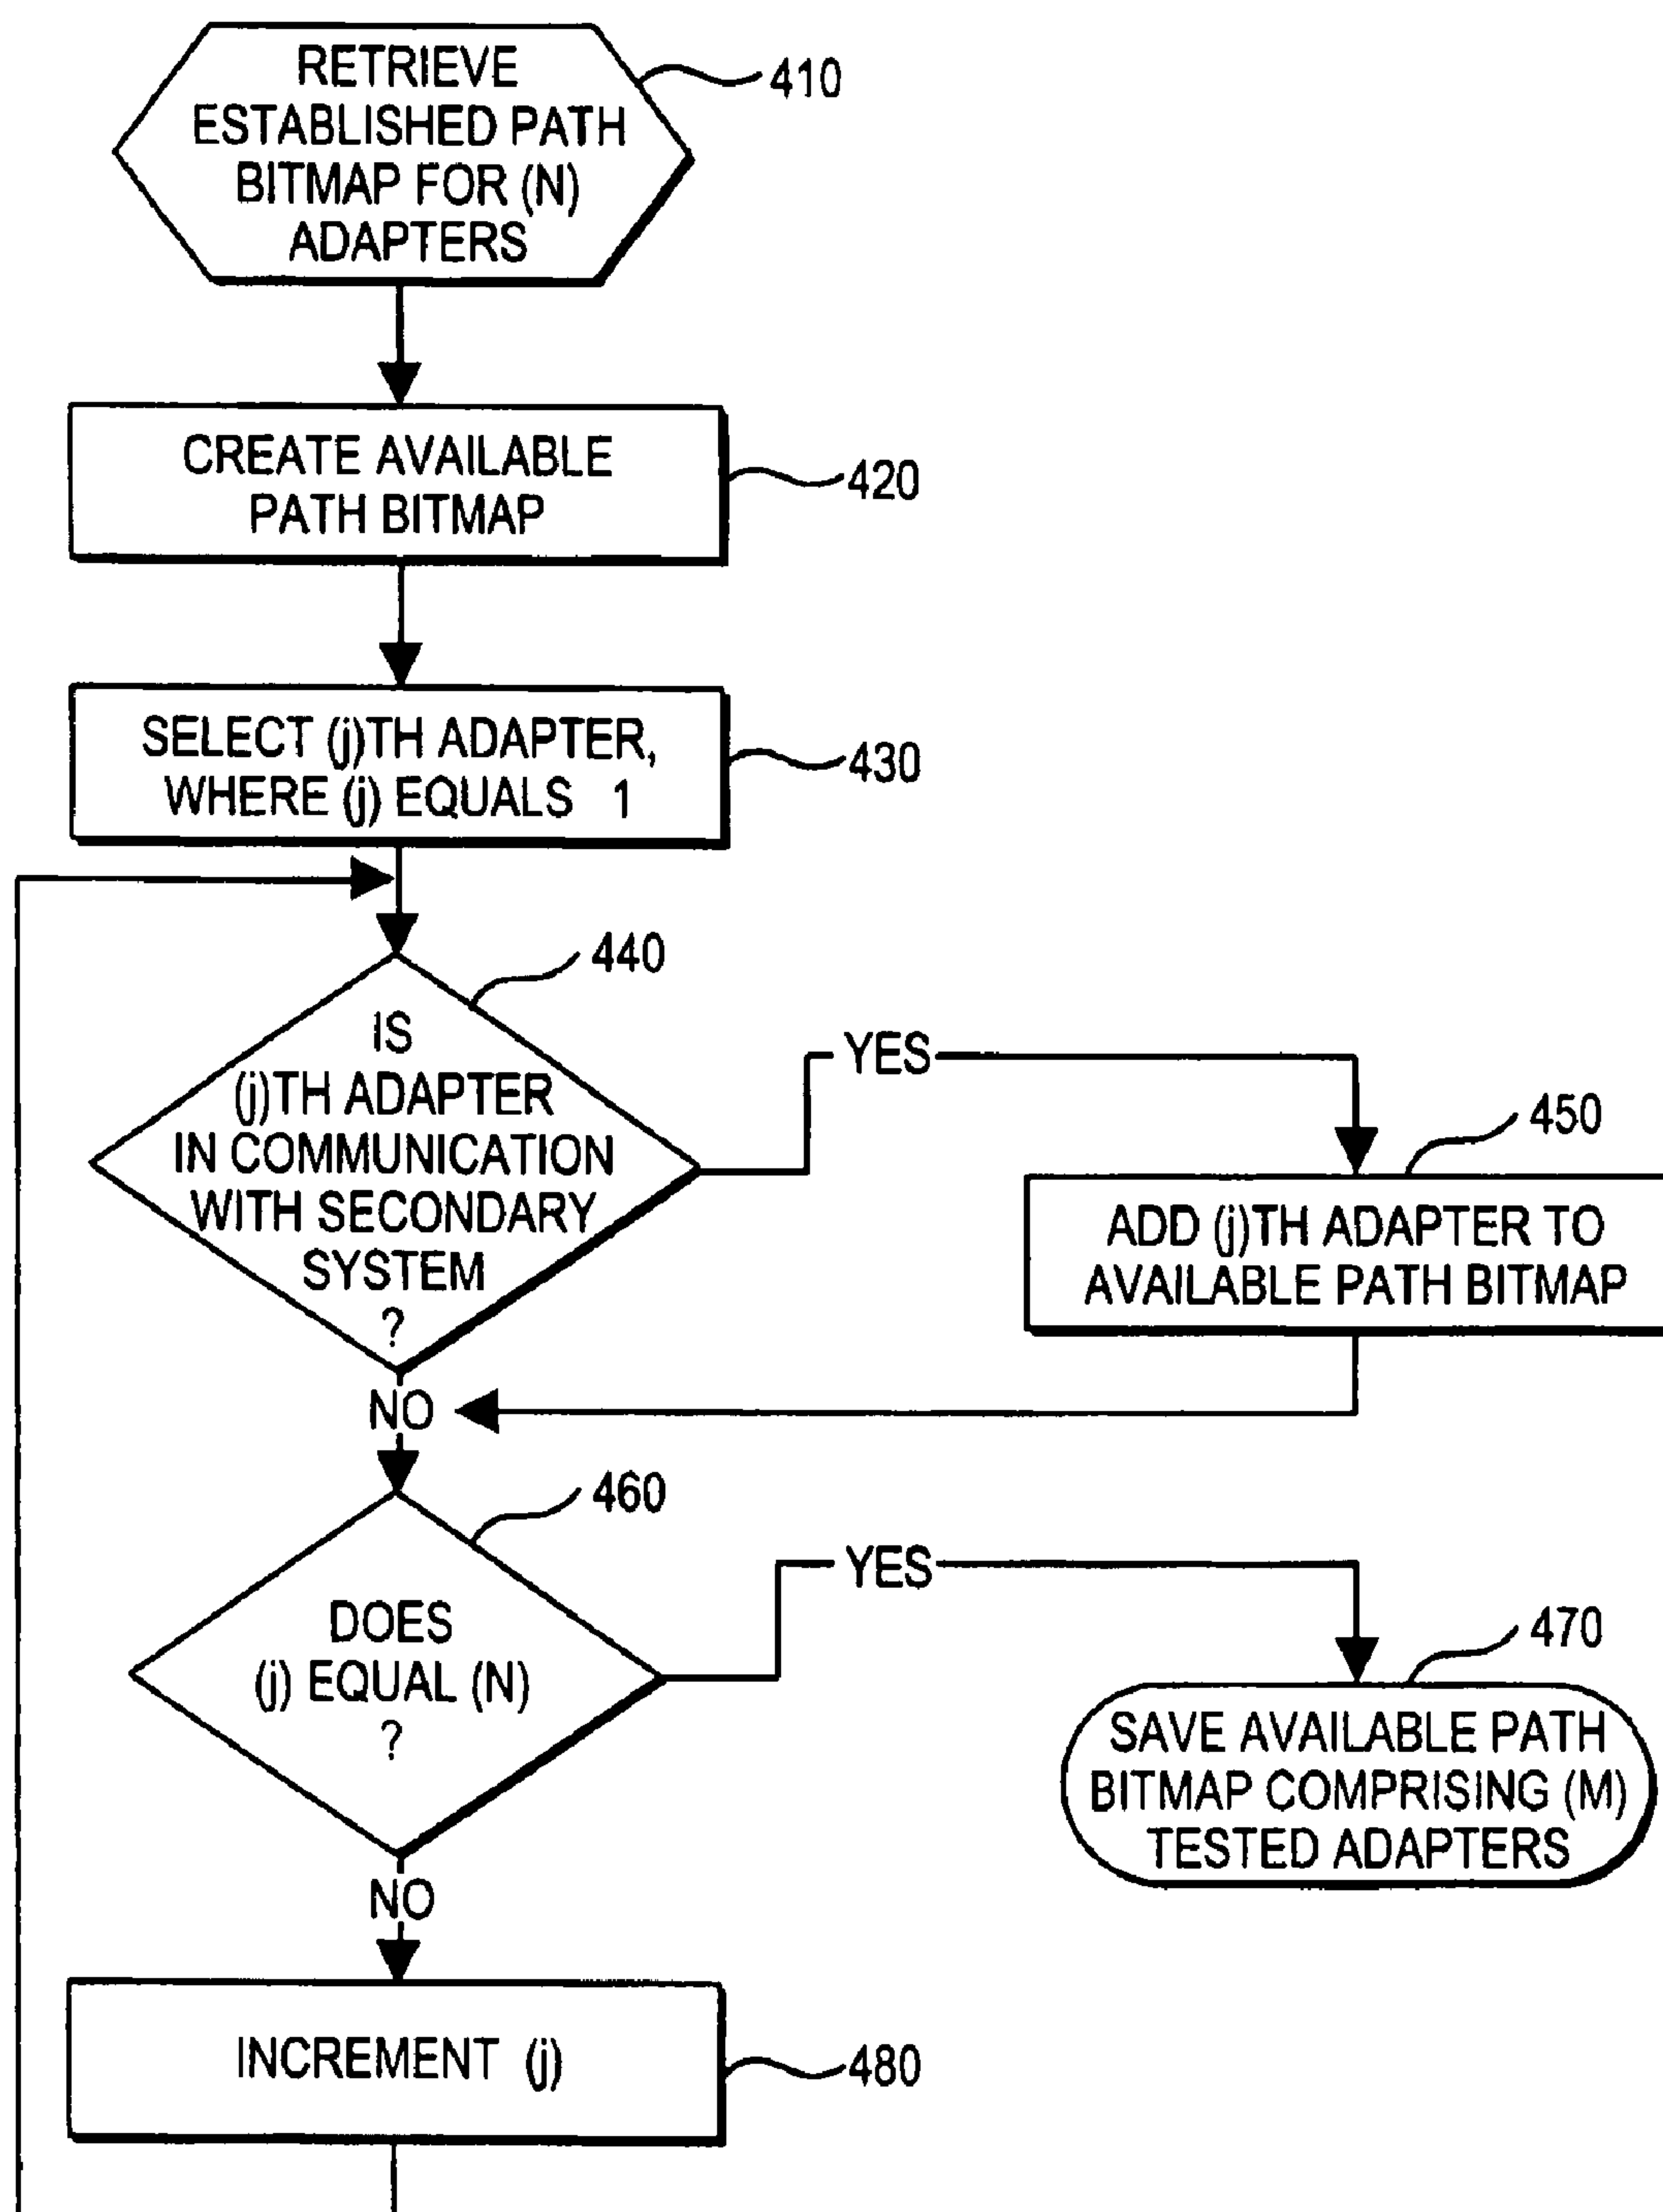 RETRIEVE
ESTABLISHED PATH
BITMAP FOR (N)
ADAPTERS
410
CREATE AVAILABLE
PATH BITMAP
420
SELECT (j)TH ADAPTER,
WHERE (j) EQUALS 1
430
440
IS
(j)TH ADAPTER
IN COMMUNICATION
WITH SECONDARY
SYSTEM
?
YES
450
ADD (j)TH ADAPTER TO
AVAILABLE PATH BITMAP
NO
460
DOES
(j) EQUAL (N)
?
YES
470
SAVE AVAILABLE PATH
BITMAP COMPRISING (M)
TESTED ADAPTERS
NO
INCREMENT (j)
480